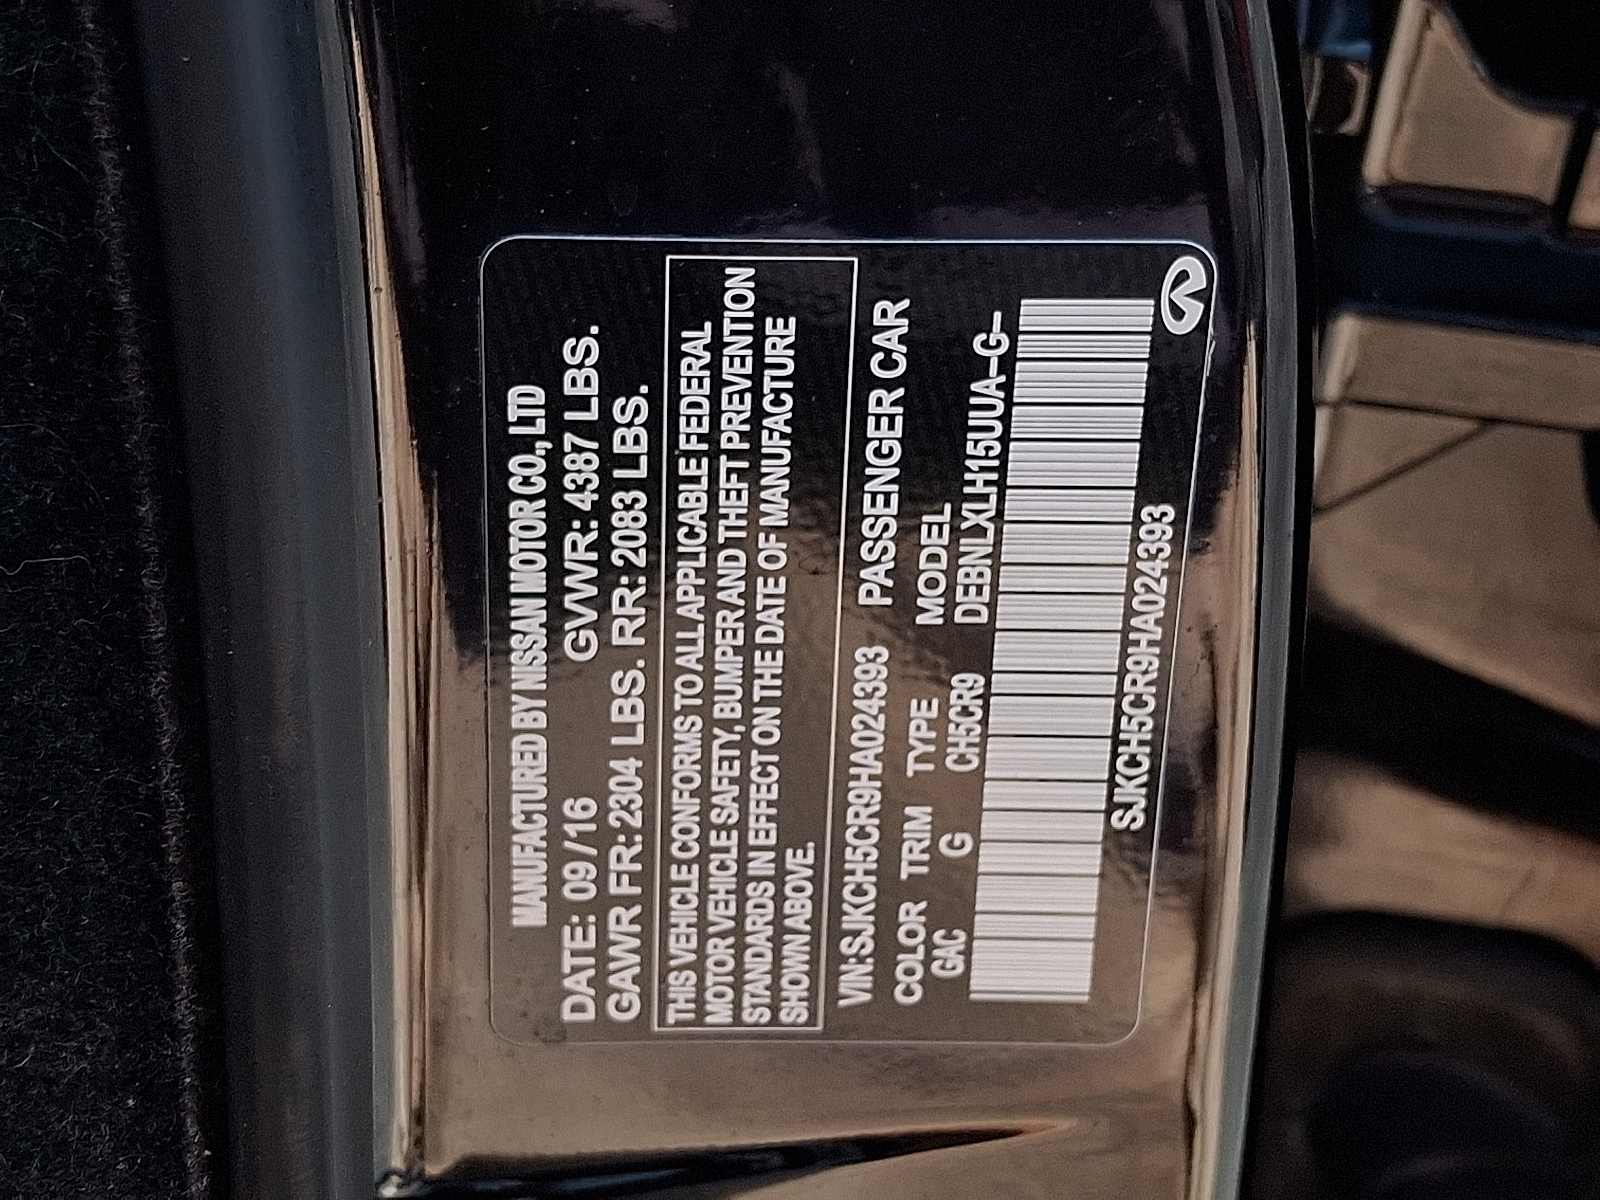 MANUFACTURED BY NISSAN MOTOR CO., LTD
DATE: 09 / 16 GVWR: 4387 LBS.
GAWR FR: 2304 LBS. RR: 2083 LBS.
THIS VEHICLE CONFORMS TO ALL APPLICABLE FEDERAL
MOTOR VEHICLE SAFETY, BUMPER AND THEFT PREVENTION
STANDARDS IN EFFECT ON THE DATE OF MANUFACTURE
SHOWN ABOVE.
VIN:SJKCH5CR9HA024393 PASSENGER CAR
COLOR TRIM TYPE MODEL
GAC G CH5CR9 DEBNLXLH15UUA-G-
SJKCH5CR9HA024393